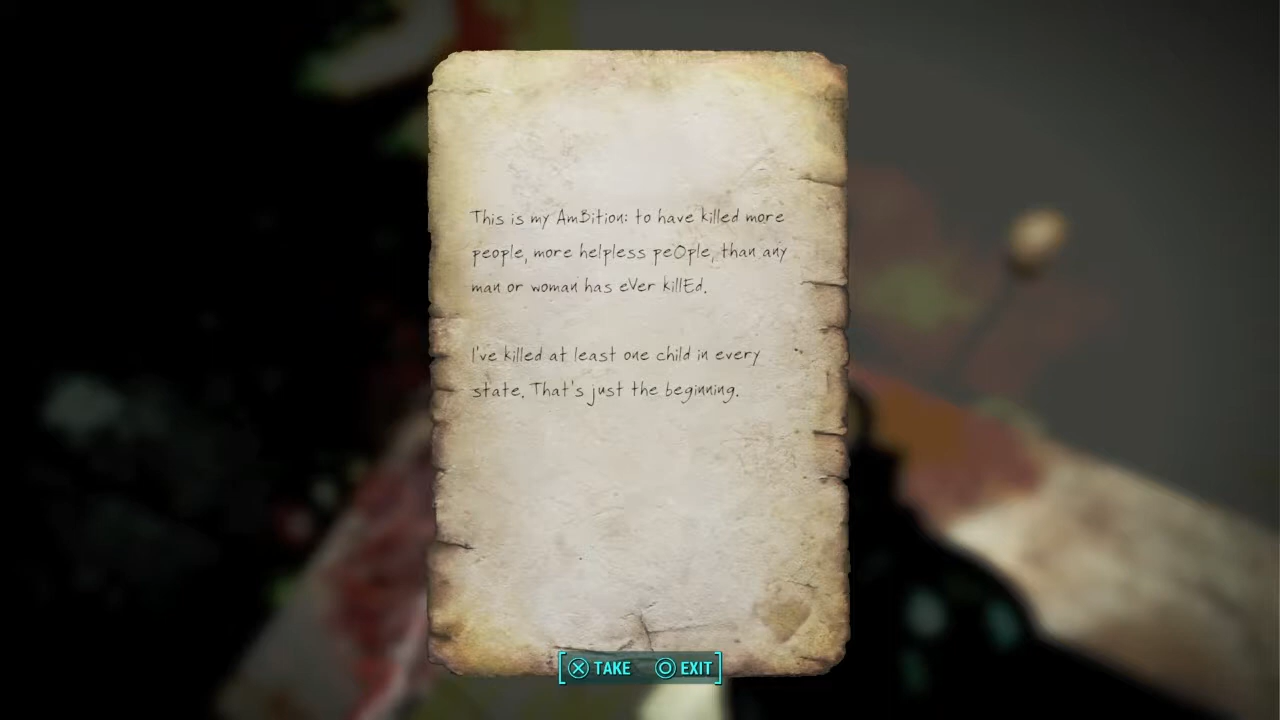 This is my AmBition: to have killed more
people, more helpless peOple, than any
man or woman has eVer killEd.
I've killed at least one child in every
state. That's just the beginning.
TAKE EXIT